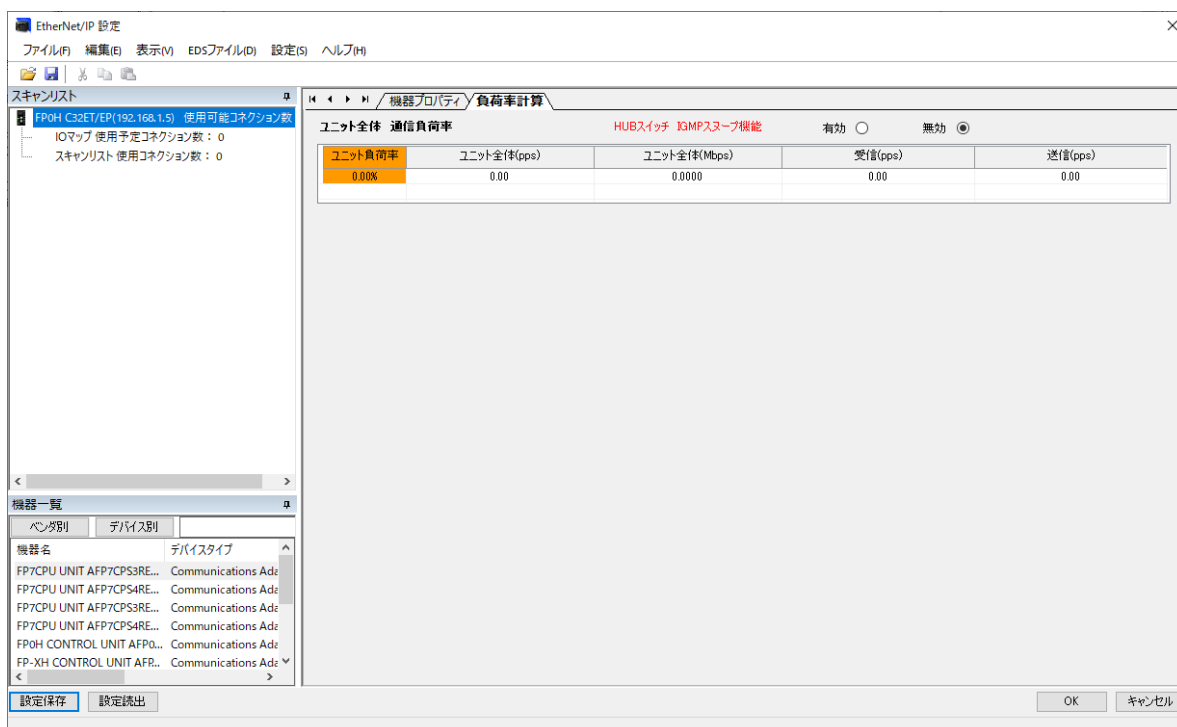 EtherNet/IP 設定
ファイル(F) 編集(E) 表示(V) EDSファイル(D) 設定(S) ヘルプ(H)
スキャンリスト
FP0H C32ET/EP(192.168.1.5) 使用可能コネクション数
IOマップ 使用予定コネクション数： 0
スキャンリスト 使用コネクション数： 0
機器プロパティ 負荷率計算
ユニット全体 通信負荷率 HUBスイッチ IGMPスヌープ機能 有効 無効
ユニット負荷率 ユニット全体(pps) ユニット全体(Mbps) 受信(pps) 送信(pps)
0.00% 0.00 0.0000 0.00 0.00
機器一覧
ベンダ別 デバイス別
機器名 デバイスタイプ
FP7CPU UNIT AFP7CPS3RE... Communications Ada
FP7CPU UNIT AFP7CPS4RE... Communications Ada
FP7CPU UNIT AFP7CPS3RE... Communications Ada
FP7CPU UNIT AFP7CPS4RE... Communications Ada
FP0H CONTROL UNIT AFP0... Communications Ada
FP-XH CONTROL UNIT AFP... Communications Ada
設定保存 設定読出 OK キャンセル